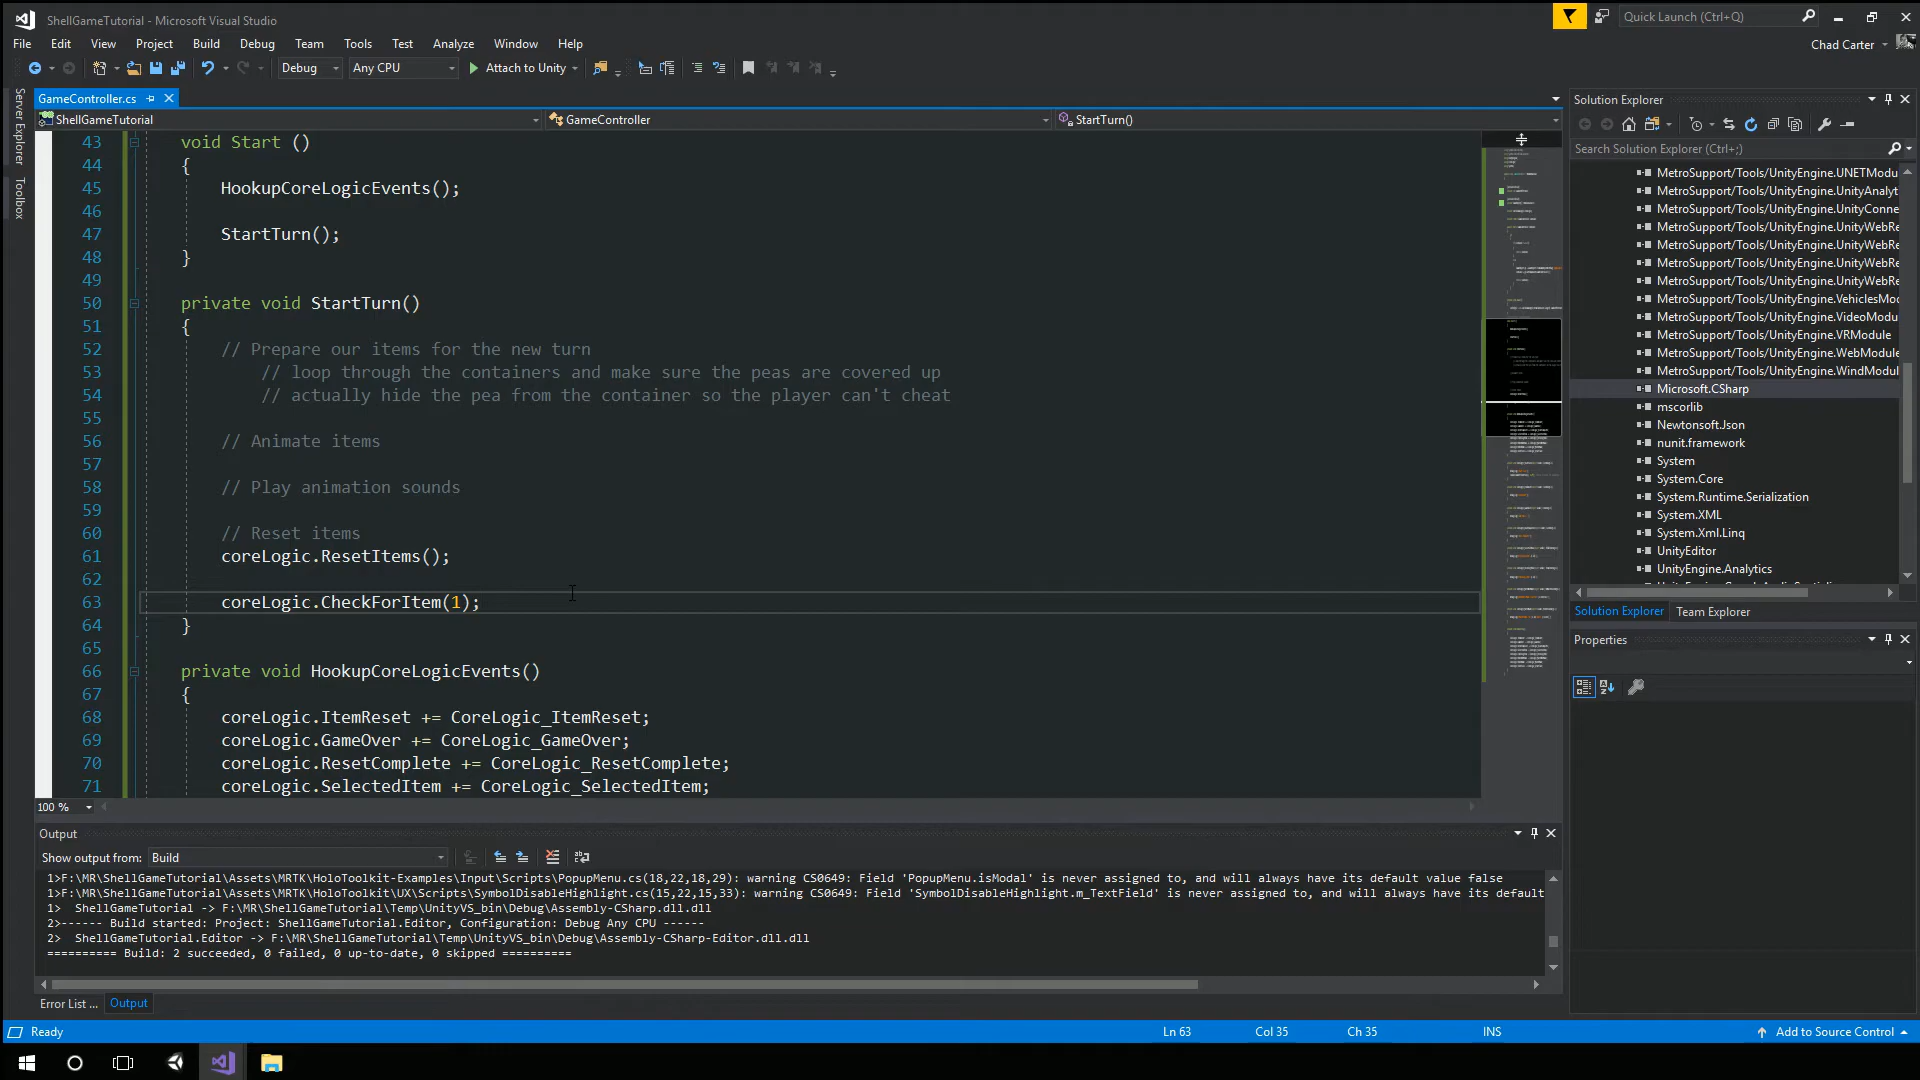 ShellGameTutorial - Microsoft Visual Studio
Quick Launch (Ctrl+Q)
File Edit View Project Build Debug Team Tools Test Analyze Window Help
Chad Carter
Debug Any CPU Attach to Unity
Server Explorer
Toolbox
GameController.cs
ShellGameTutorial GameController StartTurn()
43 void Start ()
44 {
45 HookupCoreLogicEvents();
46
47 StartTurn();
48 }
49
50 private void StartTurn()
51 {
52 // Prepare our items for the new turn
53 // loop through the containers and make sure the peas are covered up
54 // actually hide the pea from the container so the player can't cheat
55
56 // Animate items
57
58 // Play animation sounds
59
60 // Reset items
61 coreLogic.ResetItems();
62
63 coreLogic.CheckForItem(1);
64 }
65
66 private void HookupCoreLogicEvents()
67 {
68 coreLogic.ItemReset += CoreLogic_ItemReset;
69 coreLogic.GameOver += CoreLogic_GameOver;
70 coreLogic.ResetComplete += CoreLogic_ResetComplete;
71 coreLogic.SelectedItem += CoreLogic_SelectedItem;
100 %
Output
Show output from: Build
1>F:\MR\ShellGameTutorial\Assets\MRTK\HoloToolkit-Examples\Input\Scripts\PopupMenu.cs(18,22,18,29): warning CS0649: Field 'PopupMenu.isModal' is never assigned to, and will always have its default value false
1>F:\MR\ShellGameTutorial\Assets\MRTK\HoloToolkit\UX\Scripts\SymbolDisableHighlight.cs(15,22,15,33): warning CS0649: Field 'SymbolDisableHighlight.m_TextField' is never assigned to, and will always have its default
1> ShellGameTutorial -> F:\MR\ShellGameTutorial\Temp\UnityVS_bin\Debug\Assembly-CSharp.dll.dll
2>------ Build started: Project: ShellGameTutorial.Editor, Configuration: Debug Any CPU ------
2> ShellGameTutorial.Editor -> F:\MR\ShellGameTutorial\Temp\UnityVS_bin\Debug\Assembly-CSharp-Editor.dll.dll
========== Build: 2 succeeded, 0 failed, 0 up-to-date, 0 skipped ==========
Error List ... Output
Solution Explorer
Search Solution Explorer (Ctrl+;)
MetroSupport/Tools/UnityEngine.UNETModu
MetroSupport/Tools/UnityEngine.UnityAnalyt
MetroSupport/Tools/UnityEngine.UnityConne
MetroSupport/Tools/UnityEngine.UnityWebRe
MetroSupport/Tools/UnityEngine.UnityWebRe
MetroSupport/Tools/UnityEngine.UnityWebRe
MetroSupport/Tools/UnityEngine.UnityWebRe
MetroSupport/Tools/UnityEngine.VehiclesMod
MetroSupport/Tools/UnityEngine.VideoModu
MetroSupport/Tools/UnityEngine.VRModule
MetroSupport/Tools/UnityEngine.WebModule
MetroSupport/Tools/UnityEngine.WindModul
Microsoft.CSharp
mscorlib
Newtonsoft.Json
nunit.framework
System
System.Core
System.Runtime.Serialization
System.XML
System.Xml.Linq
UnityEditor
UnityEngine.Analytics
Solution Explorer Team Explorer
Properties
Ready Ln 63 Col 35 Ch 35 INS Add to Source Control